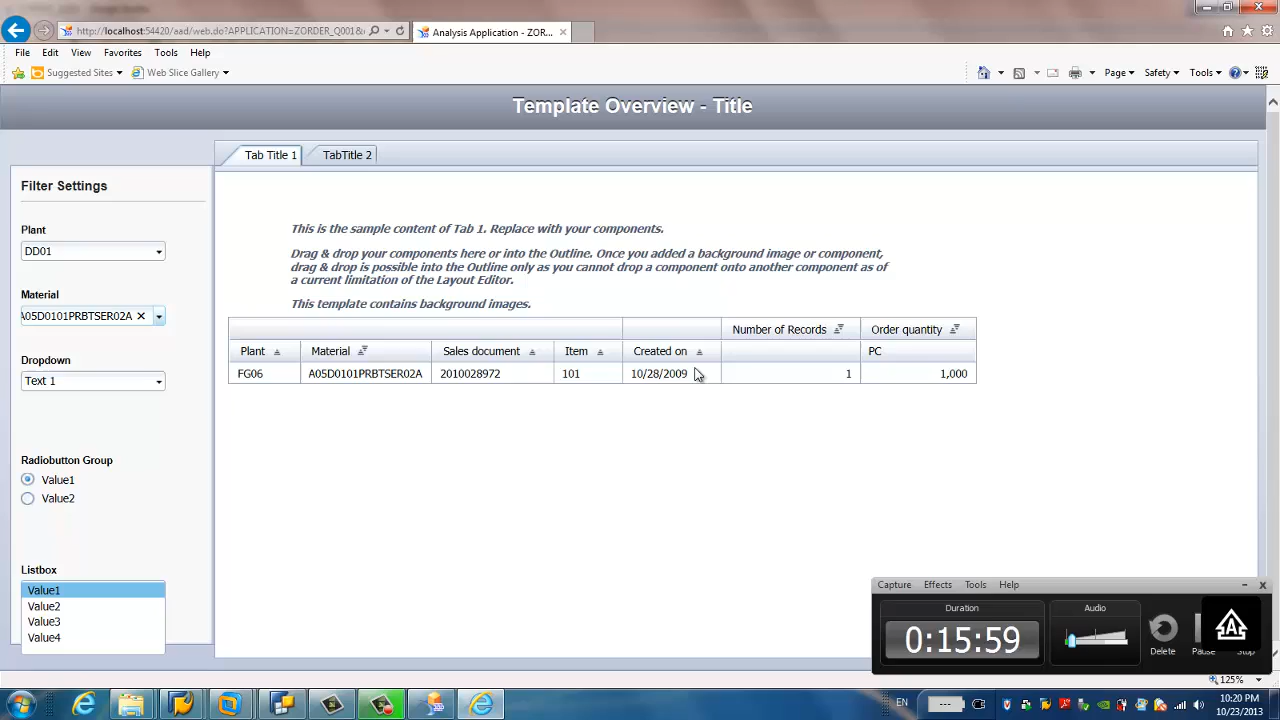 http://localhost:54420/aad/web.do?APPLICATION=ZORDER_Q001&
Analysis Application - ZOR...
File Edit View Favorites Tools Help
Suggested Sites Web Slice Gallery
Page Safety Tools
Template Overview - Title
Tab Title 1 TabTitle 2
Filter Settings
Plant
DD01
Material
A05D0101PRBTSER02A
Dropdown
Text 1
Radiobutton Group
Value1
Value2
Listbox
Value1
Value2
Value3
Value4
This is the sample content of Tab 1. Replace with your components.
Drag & drop your components here or into the Outline. Once you added a background image or component,
drag & drop is possible into the Outline only as you cannot drop a component onto another component as of
a current limitation of the Layout Editor.
This template contains background images.
Number of Records Order quantity
Plant Material Sales document Item Created on PC
FG06 A05D0101PRBTSER02A 2010028972 101 10/28/2009 1 1,000
Capture Effects Tools Help
Duration Audio
0:15:59
Delete Pause Stop
125%
EN
10:20 PM
10/23/2013